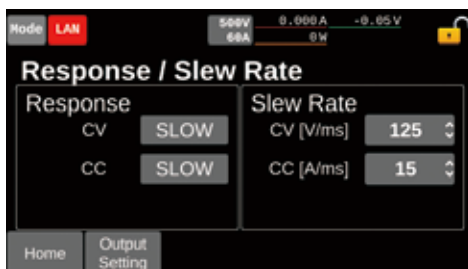 Mode LAN 500V 0.000A -0.05V
60A 0W
Response / Slew Rate
Response Slew Rate
CV SLOW CV [V/ms] 125
CC SLOW CC [A/ms] 15
Home Output
Setting